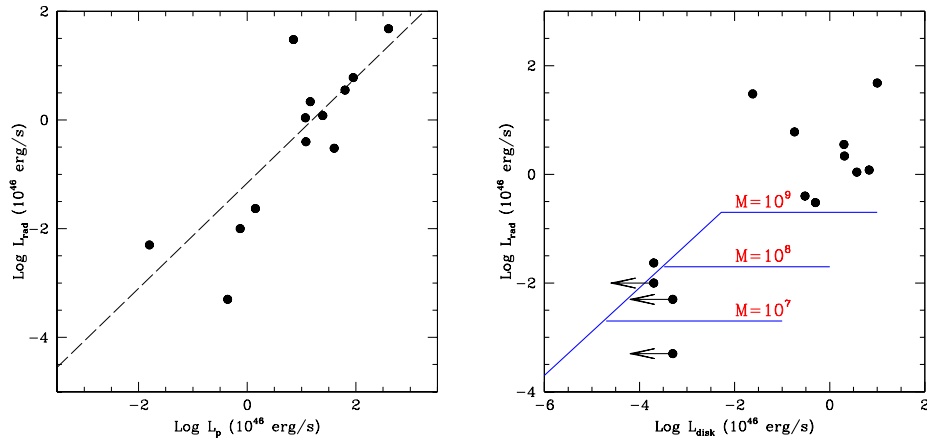 2
0
-2
-4
Log L_rad (10^46 erg/s)
-2
0
2
Log L_p (10^46 erg/s)
2
0
-2
-4
Log L_rad (10^46 erg/s)
M=10^9
M=10^8
M=10^7
-6
-4
-2
0
2
Log L_disk (10^46 erg/s)